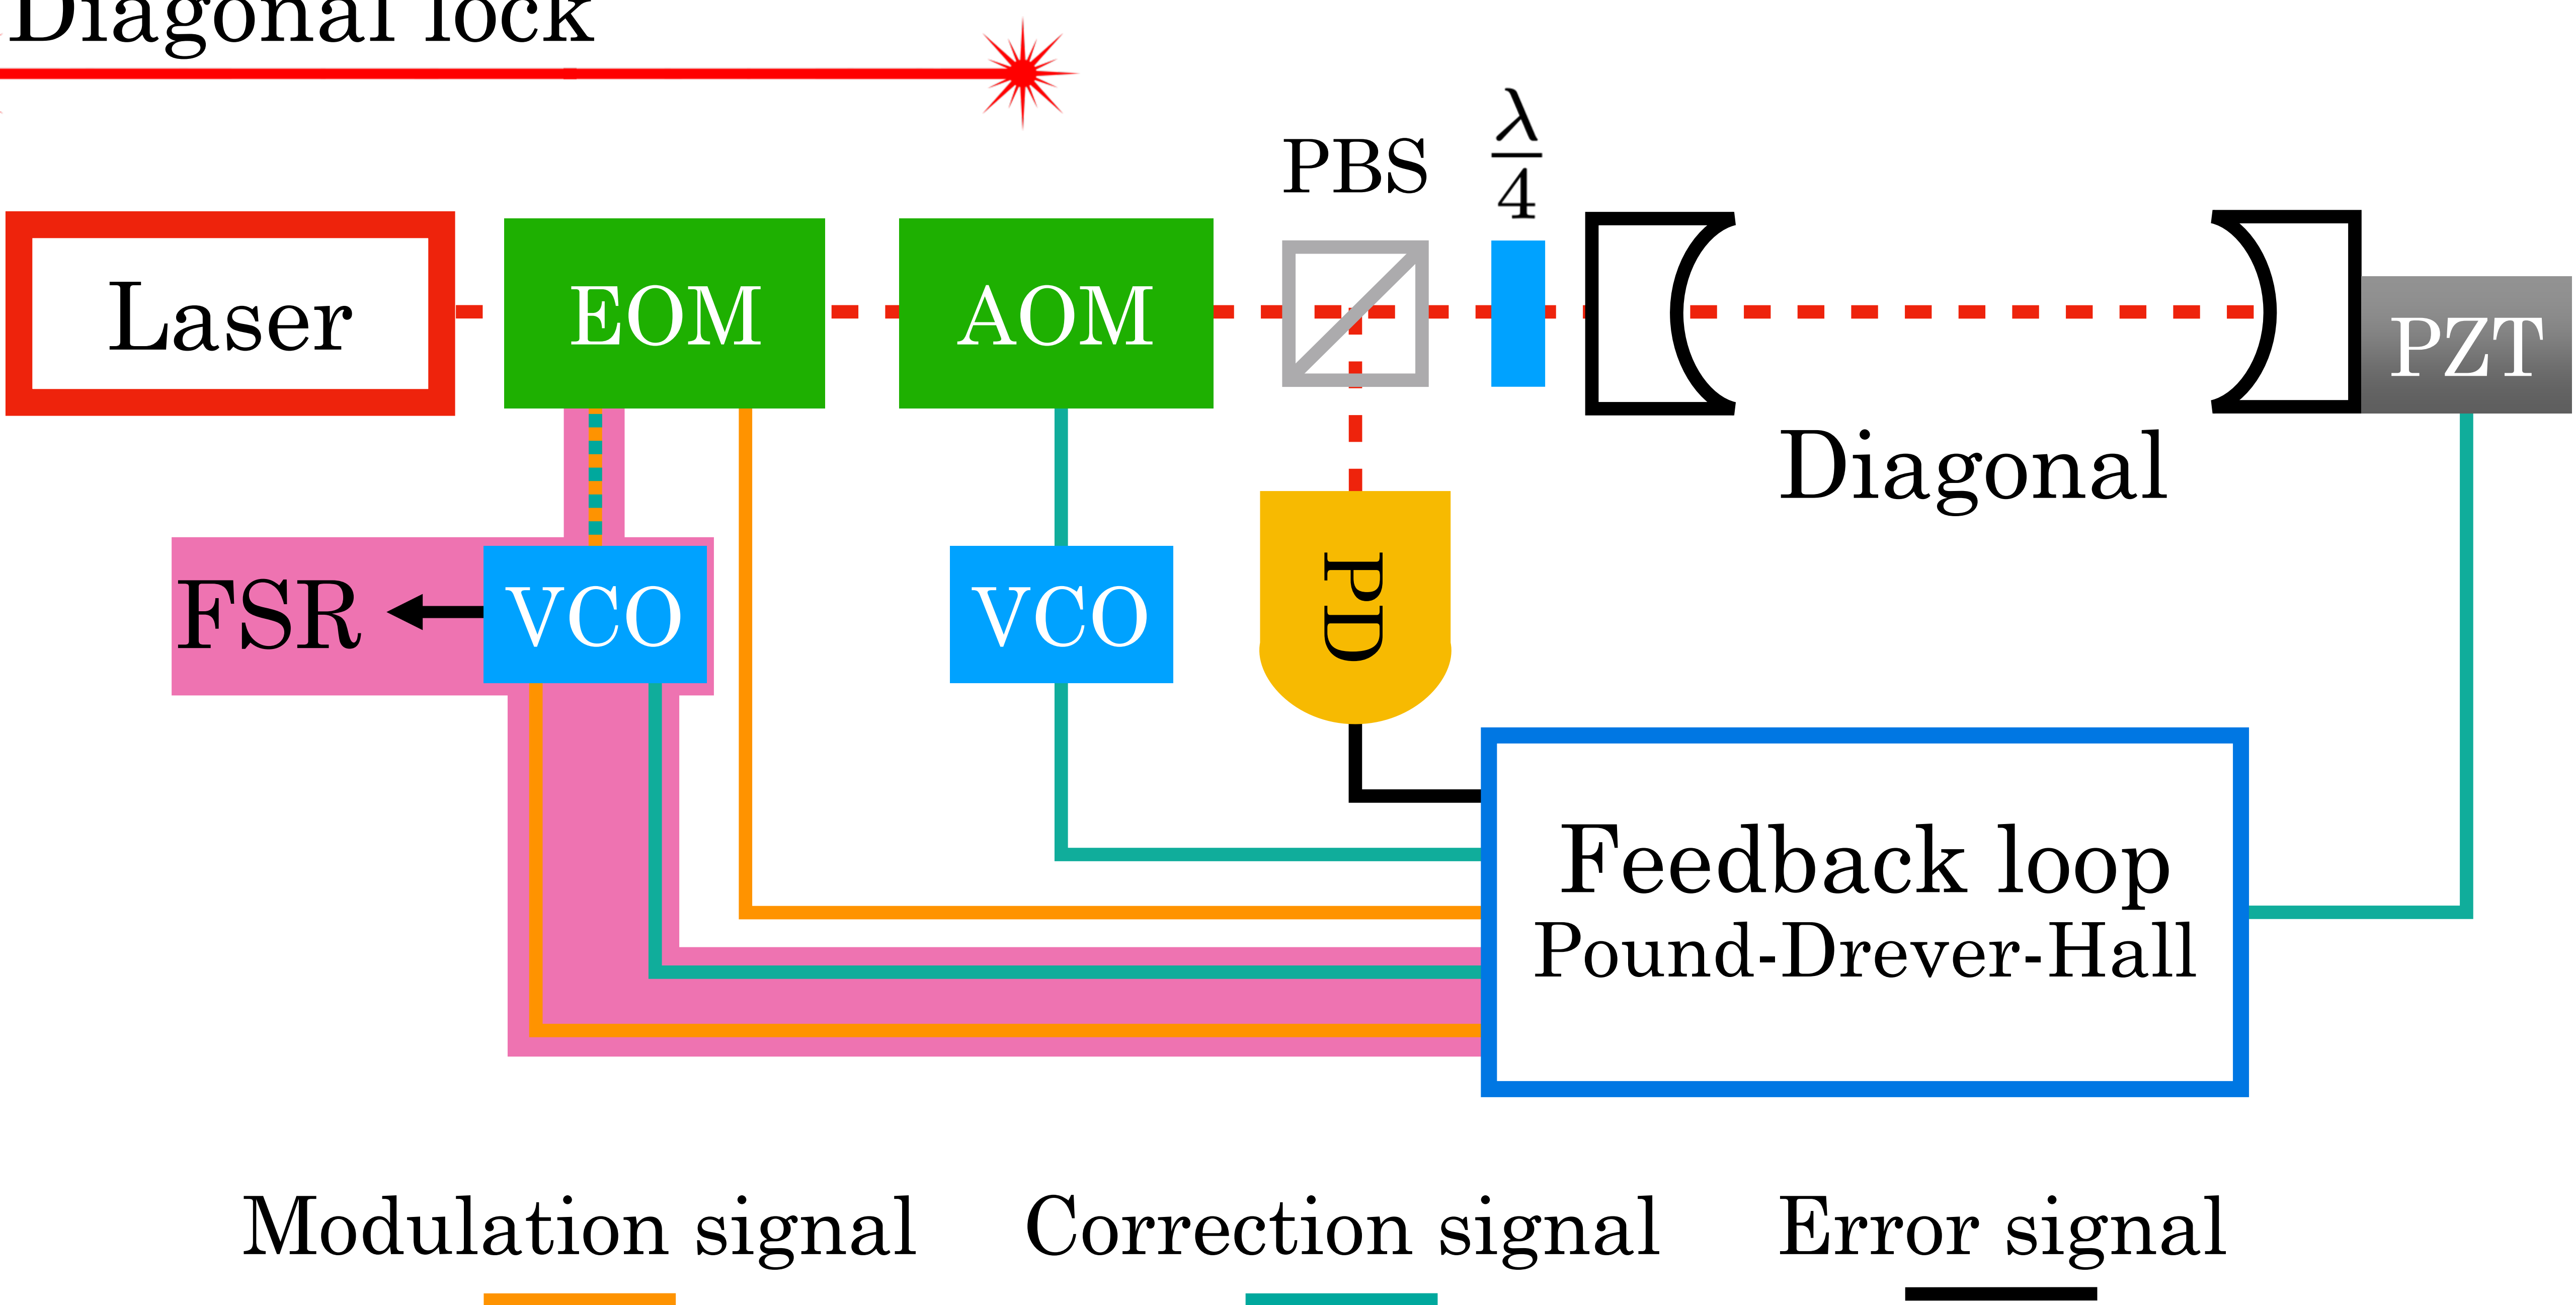 Diagonal lock
PBS
λ
4
Laser
EOM
AOM
PZT
Diagonal
FSR
VCO
VCO
PD
Feedback loop
Pound-Drever-Hall
Modulation signal
Correction signal
Error signal